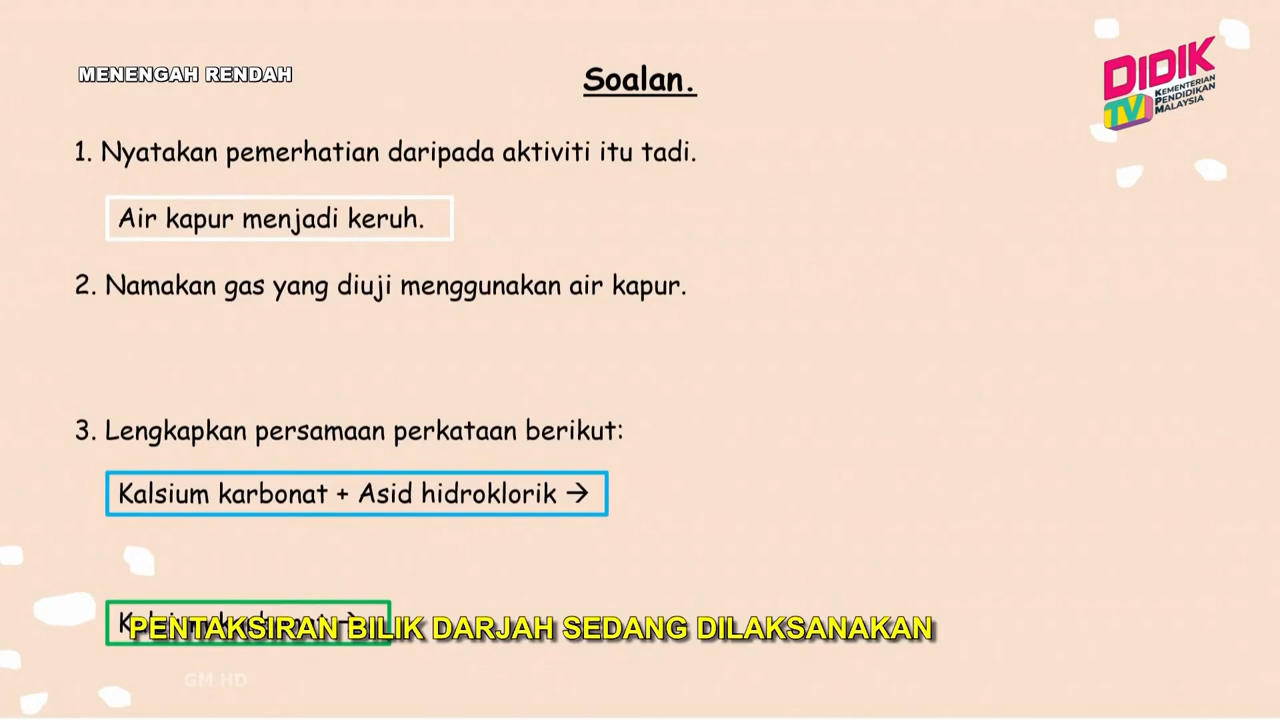 MENENGAH RENDAH
Soalan.
DIDIK
TV KEMENTERIAN
PENDIDIKAN
MALAYSIA
1. Nyatakan pemerhatian daripada aktiviti itu tadi.
Air kapur menjadi keruh.
2. Namakan gas yang diuji menggunakan air kapur.
3. Lengkapkan persamaan perkataan berikut:
Kalsium karbonat + Asid hidroklorik →
PENTAKSIRAN BILIK DARJAH SEDANG DILAKSANAKAN
GM HD